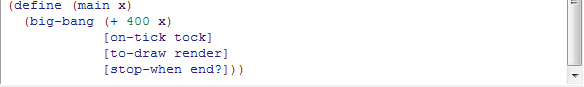 (define (main x)
(big-bang (+ 400 x)
[on-tick tock]
[to-draw render]
[stop-when end?]))